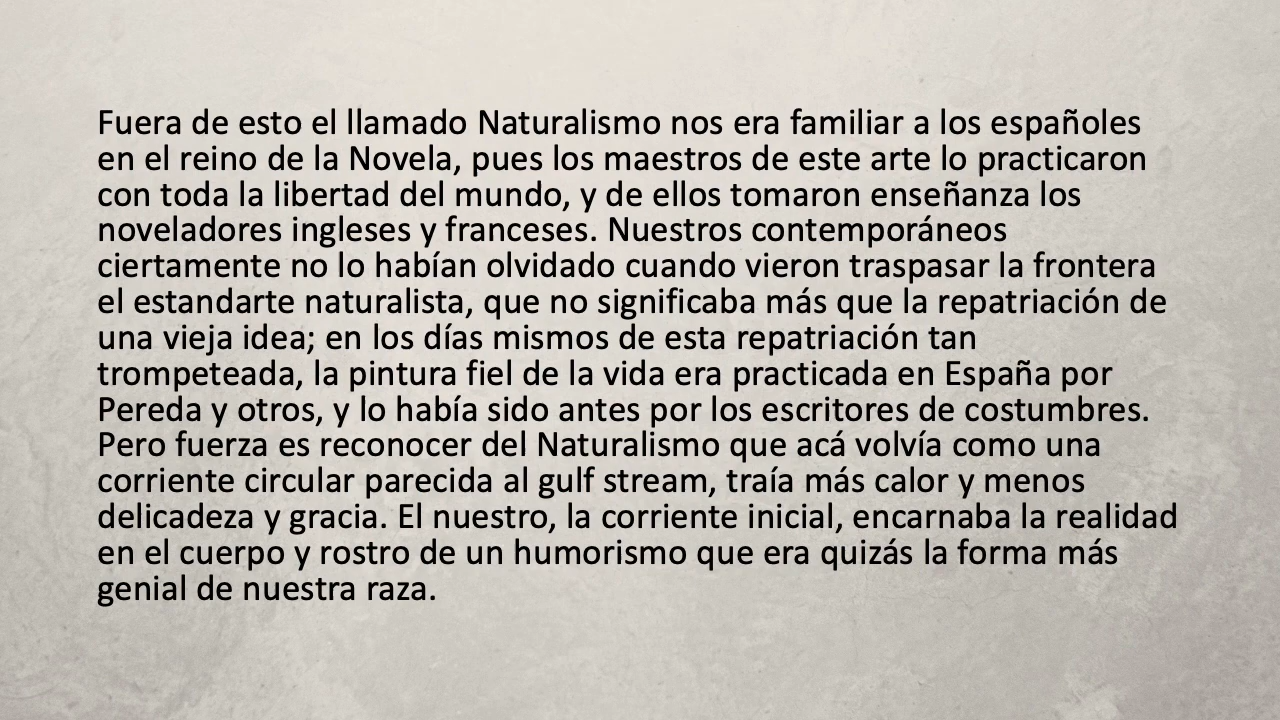 Fuera de esto el llamado Naturalismo nos era familiar a los españoles
en el reino de la Novela, pues los maestros de este arte lo practicaron
con toda la libertad del mundo, y de ellos tomaron enseñanza los
noveladores ingleses y franceses. Nuestros contemporáneos
ciertamente no lo habían olvidado cuando vieron traspasar la frontera
el estandarte naturalista, que no significaba más que la repatriación de
una vieja idea; en los días mismos de esta repatriación tan
trompeteada, la pintura fiel de la vida era practicada en España por
Pereda y otros, y lo había sido antes por los escritores de costumbres.
Pero fuerza es reconocer del Naturalismo que acá volvía como una
corriente circular parecida al gulf stream, traía más calor y menos
delicadeza y gracia. El nuestro, la corriente inicial, encarnaba la realidad
en el cuerpo y rostro de un humorismo que era quizás la forma más
genial de nuestra raza.